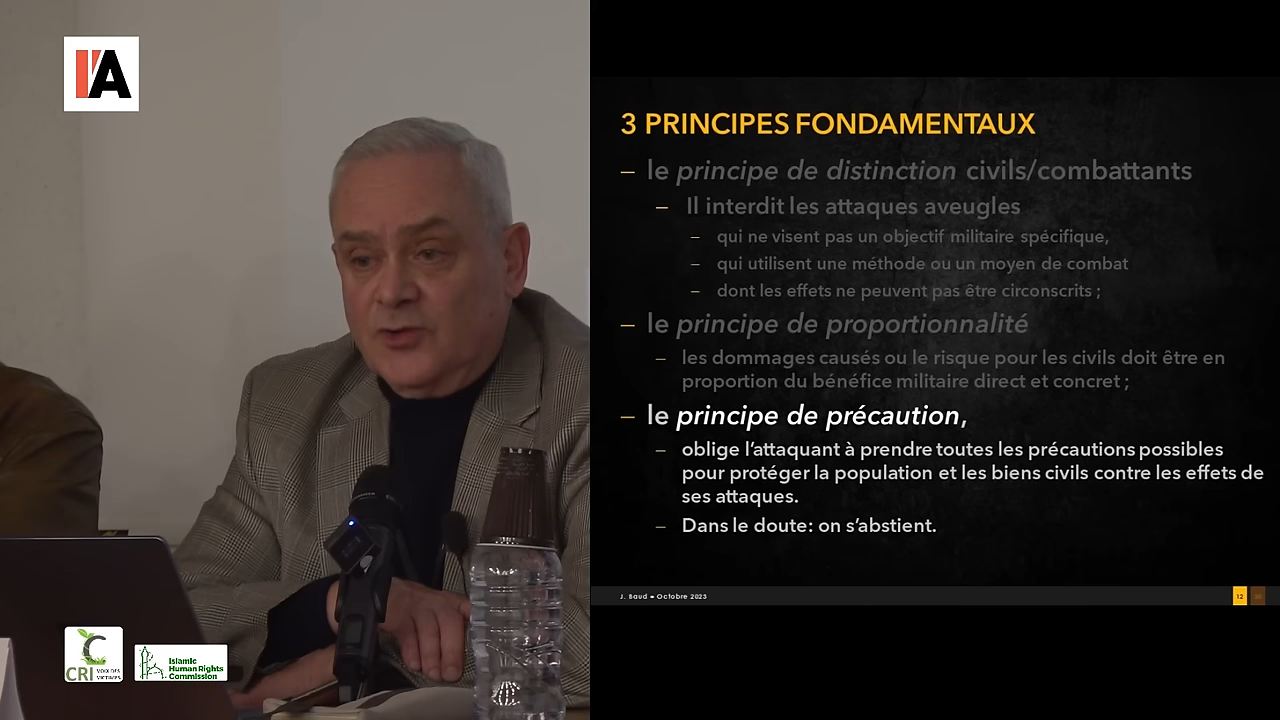 I'A
3 PRINCIPES FONDAMENTAUX
– le principe de distinction civils/combattants
– Il interdit les attaques aveugles
– qui ne visent pas un objectif militaire spécifique,
– qui utilisent une méthode ou un moyen de combat
– dont les effets ne peuvent pas être circonscrits ;
– le principe de proportionnalité
– les dommages causés ou le risque pour les civils doit être en
proportion du bénéfice militaire direct et concret ;
– le principe de précaution,
– oblige l'attaquant à prendre toutes les précautions possibles
pour protéger la population et les biens civils contre les effets de
ses attaques.
– Dans le doute: on s'abstient.
J. Baud – Octobre 2023
12
CRI VOIX DES
VICTIMES
Islamic
Human Rights
Commission